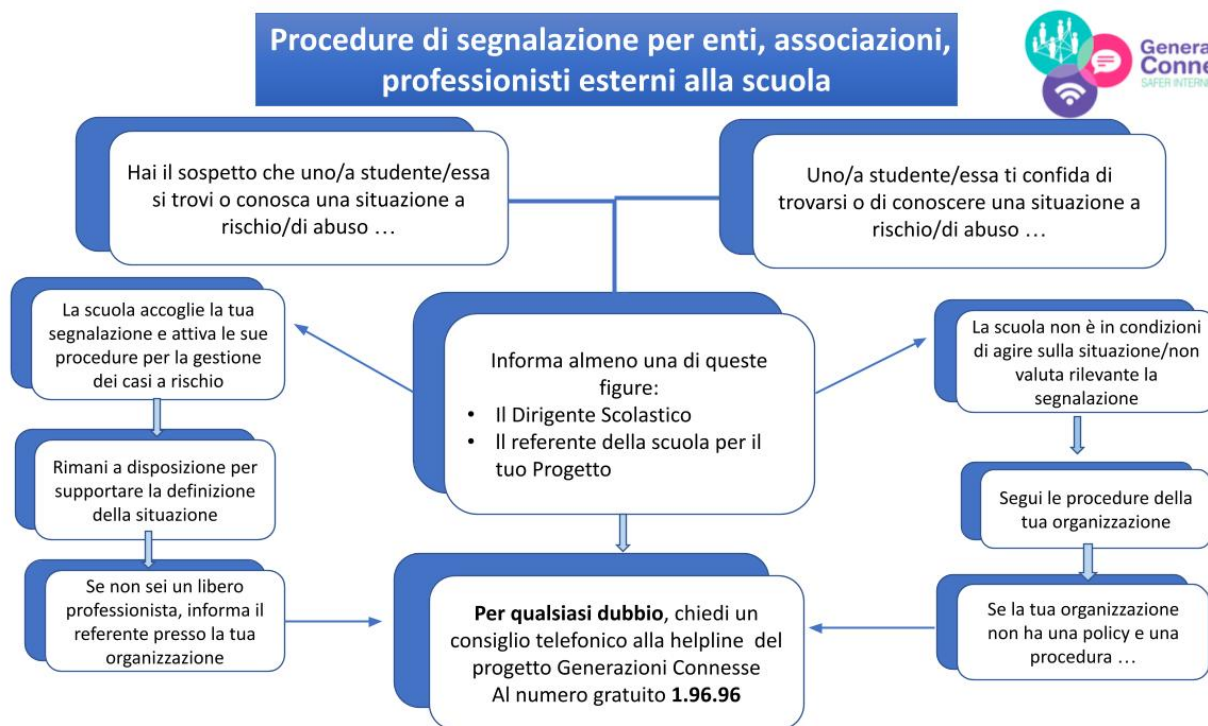 Procedure di segnalazione per enti, associazioni,
professionisti esterni alla scuola
Genera
Conne
SAFER INTERN
Hai il sospetto che uno/a studente/essa
si trovi o conosca una situazione a
rischio/di abuso …
Uno/a studente/essa ti confida di
trovarsi o di conoscere una situazione a
rischio/di abuso …
La scuola accoglie la tua
segnalazione e attiva le sue
procedure per la gestione
dei casi a rischio
Informa almeno una di queste
figure:
• Il Dirigente Scolastico
• Il referente della scuola per il
tuo Progetto
La scuola non è in condizioni
di agire sulla situazione/non
valuta rilevante la
segnalazione
Rimani a disposizione per
supportare la definizione
della situazione
Segui le procedure della
tua organizzazione
Se non sei un libero
professionista, informa il
referente presso la tua
organizzazione
Per qualsiasi dubbio, chiedi un
consiglio telefonico alla helpline del
progetto Generazioni Connesse
Al numero gratuito 1.96.96
Se la tua organizzazione
non ha una policy e una
procedura …